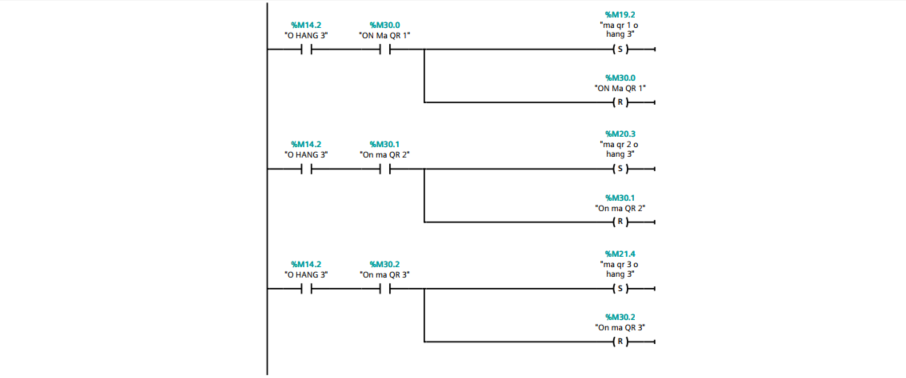 %M14.2 %M30.0 %M19.2
"O HANG 3" "ON Ma QR 1" "ma qr 1 o
hang 3"
S
%M30.0
"ON Ma QR 1"
R
%M14.2 %M30.1 %M20.3
"O HANG 3" "On ma QR 2" "ma qr 2 o
hang 3"
S
%M30.1
"On ma QR 2"
R
%M14.2 %M30.2 %M21.4
"O HANG 3" "On ma QR 3" "ma qr 3 o
hang 3"
S
%M30.2
"On ma QR 3"
R